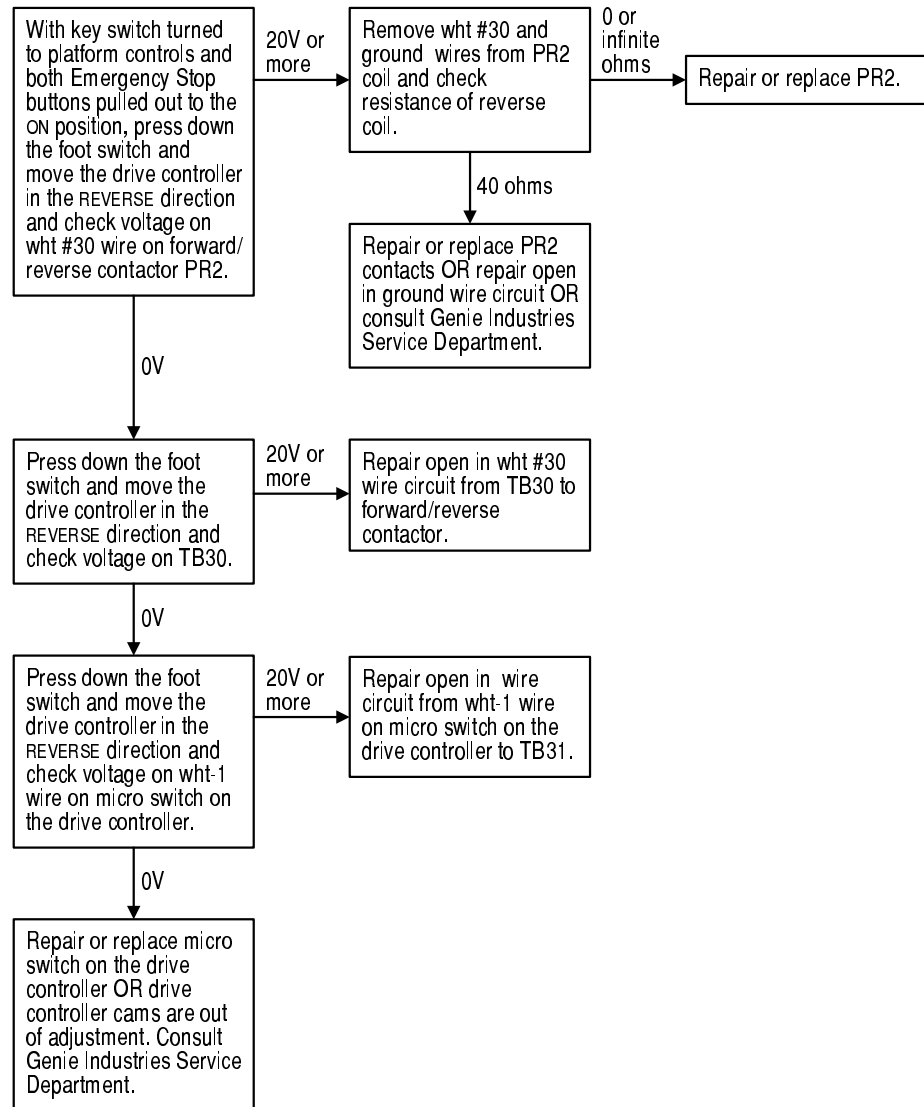 With key switch turned
to platform controls and
both Emergency Stop
buttons pulled out to the
ON position, press down
the foot switch and
move the drive controller
in the REVERSE direction
and check voltage on
wht #30 wire on forward/
reverse contactor PR2.
20V or
more
Remove wht #30 and
ground wires from PR2
coil and check
resistance of reverse
coil.
0 or
infinite
ohms
Repair or replace PR2.
40 ohms
Repair or replace PR2
contacts OR repair open
in ground wire circuit OR
consult Genie Industries
Service Department.
0V
Press down the foot
switch and move the
drive controller in the
REVERSE direction and
check voltage on TB30.
20V or
more
Repair open in wht #30
wire circuit from TB30 to
forward/reverse
contactor.
0V
Press down the foot
switch and move the
drive controller in the
REVERSE direction and
check voltage on wht-1
wire on micro switch on
the drive controller.
20V or
more
Repair open in wire
circuit from wht-1 wire
on micro switch on the
drive controller to TB31.
0V
Repair or replace micro
switch on the drive
controller OR drive
controller cams are out
of adjustment. Consult
Genie Industries Service
Department.